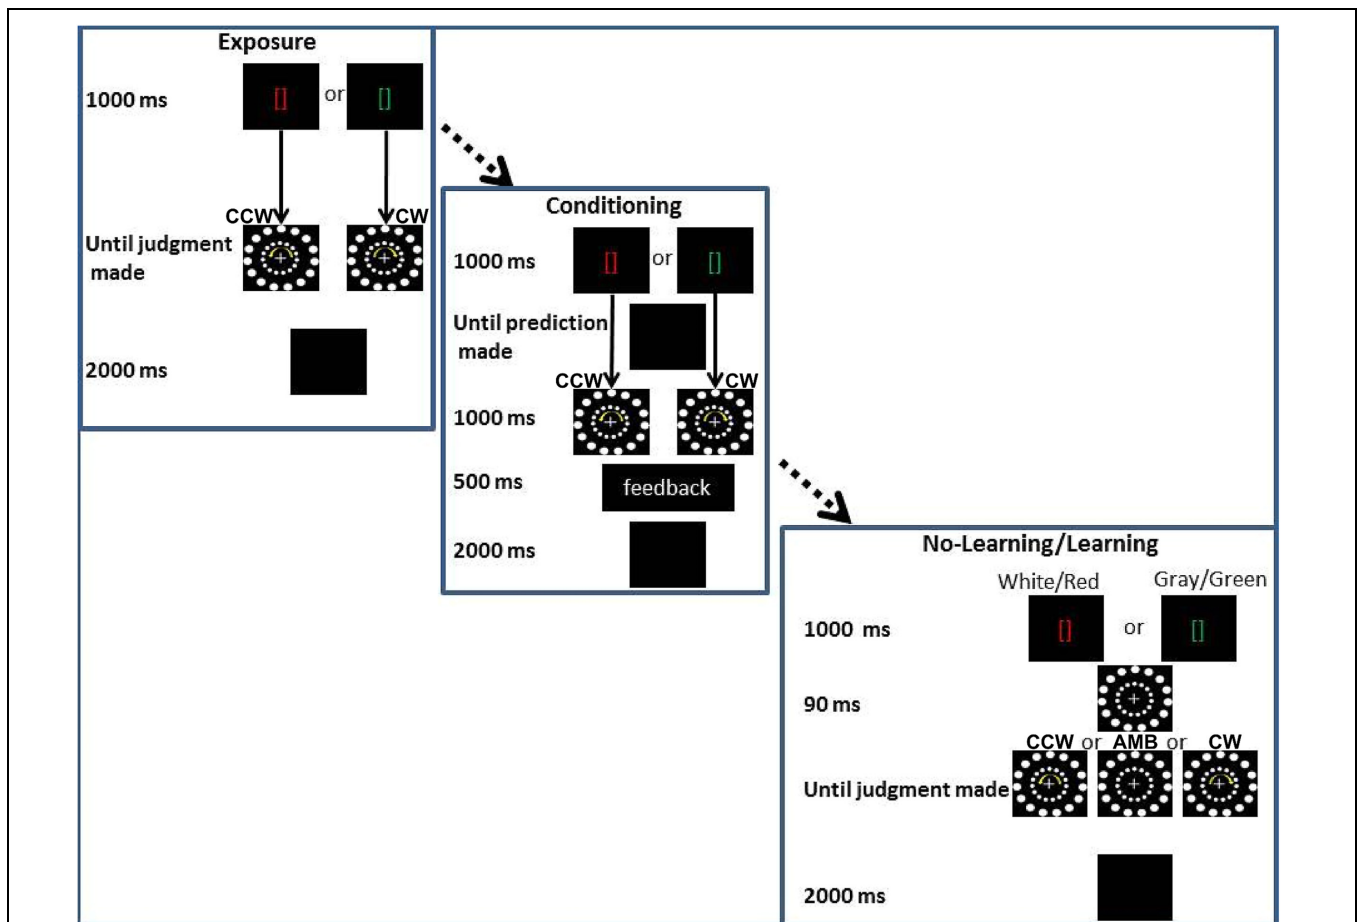 Exposure
1000 ms
[] or []
CCW CW
Until judgment
made
2000 ms
Conditioning
1000 ms
[] or []
Until prediction
made
CCW CW
1000 ms
500 ms
feedback
2000 ms
No-Learning/Learning
White/Red Gray/Green
1000 ms
[] or []
90 ms
CCW or AMB or CW
Until judgment made
2000 ms